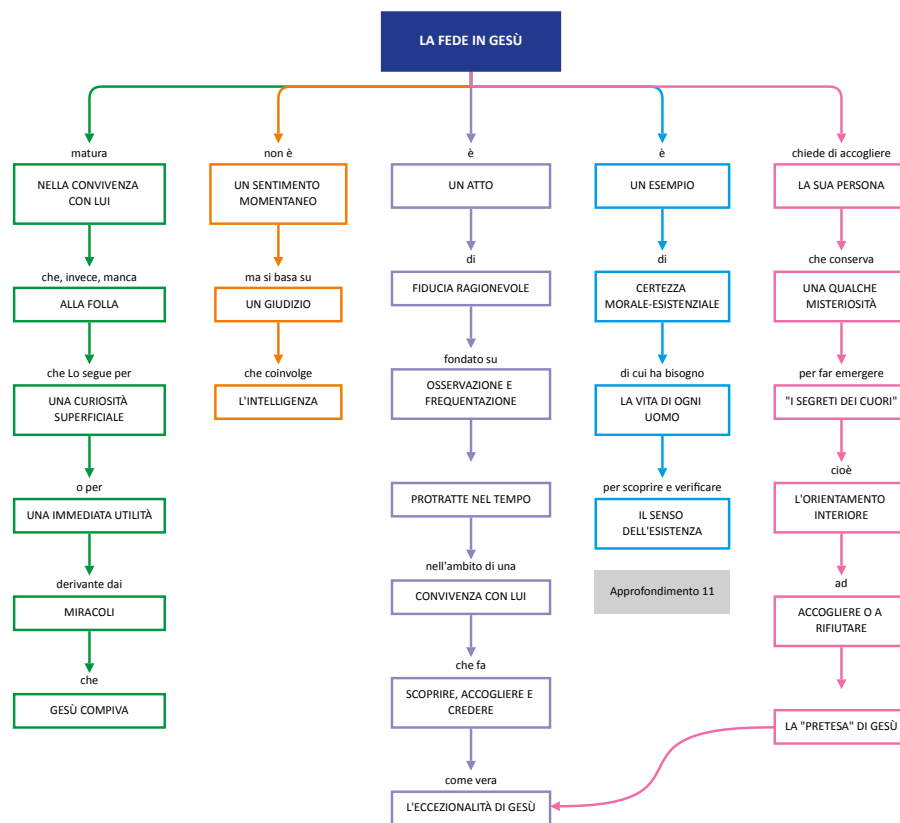 LA FEDE IN GESÙ
matura
NELLA CONVIVENZA
CON LUI
che, invece, manca
ALLA FOLLA
che Lo segue per
UNA CURIOSITÀ
SUPERFICIALE
o per
UNA IMMEDIATA UTILITÀ
derivante dai
MIRACOLI
che
GESÙ COMPIVA
non è
UN SENTIMENTO
MOMENTANEO
ma si basa su
UN GIUDIZIO
che coinvolge
L'INTELLIGENZA
è
UN ATTO
di
FIDUCIA RAGIONEVOLE
fondato su
OSSERVAZIONE E
FREQUENTAZIONE
PROTRATTE NEL TEMPO
nell'ambito di una
CONVIVENZA CON LUI
che fa
SCOPRIRE, ACCOGLIERE E
CREDERE
come vera
L'ECCEZIONALITÀ DI GESÙ
è
UN ESEMPIO
di
CERTEZZA
MORALE-ESISTENZIALE
di cui ha bisogno
LA VITA DI OGNI
UOMO
per scoprire e verificare
IL SENSO
DELL'ESISTENZA
Approfondimento 11
chiede di accogliere
LA SUA PERSONA
che conserva
UNA QUALCHE
MISTERIOSITÀ
per far emergere
"I SEGRETI DEI CUORI"
cioè
L'ORIENTAMENTO
INTERIORE
ad
ACCOGLIERE O A
RIFIUTARE
LA "PRETESA" DI GESÙ